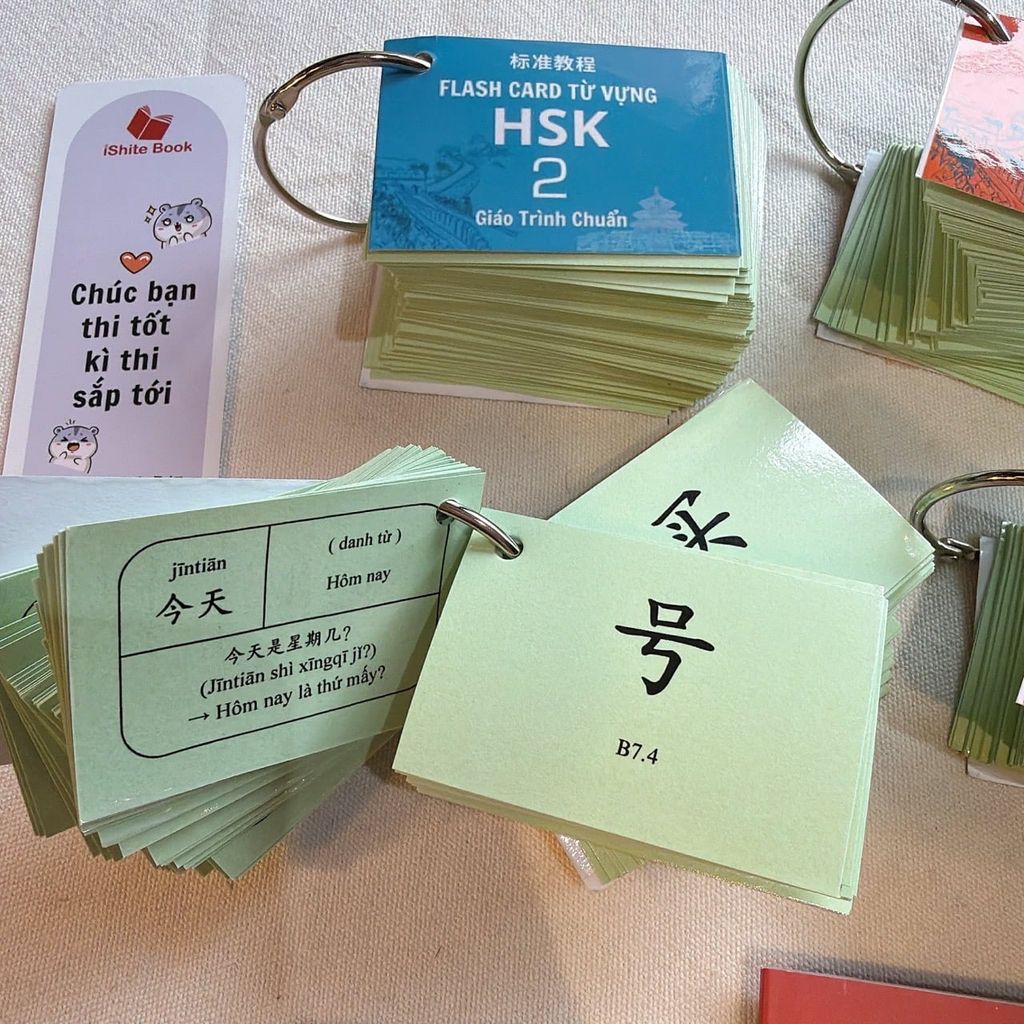 iShite Book
Chúc bạn
thi tốt
kì thi
sắp tới
标准教程
FLASH CARD TỪ VỰNG
HSK
2
Giáo Trình Chuẩn
jīntiān
今天
( danh từ )
Hôm nay
今天是星期几?
(Jīntiān shì xīngqī jǐ?)
→ Hôm nay là thứ mấy?
号
B7.4